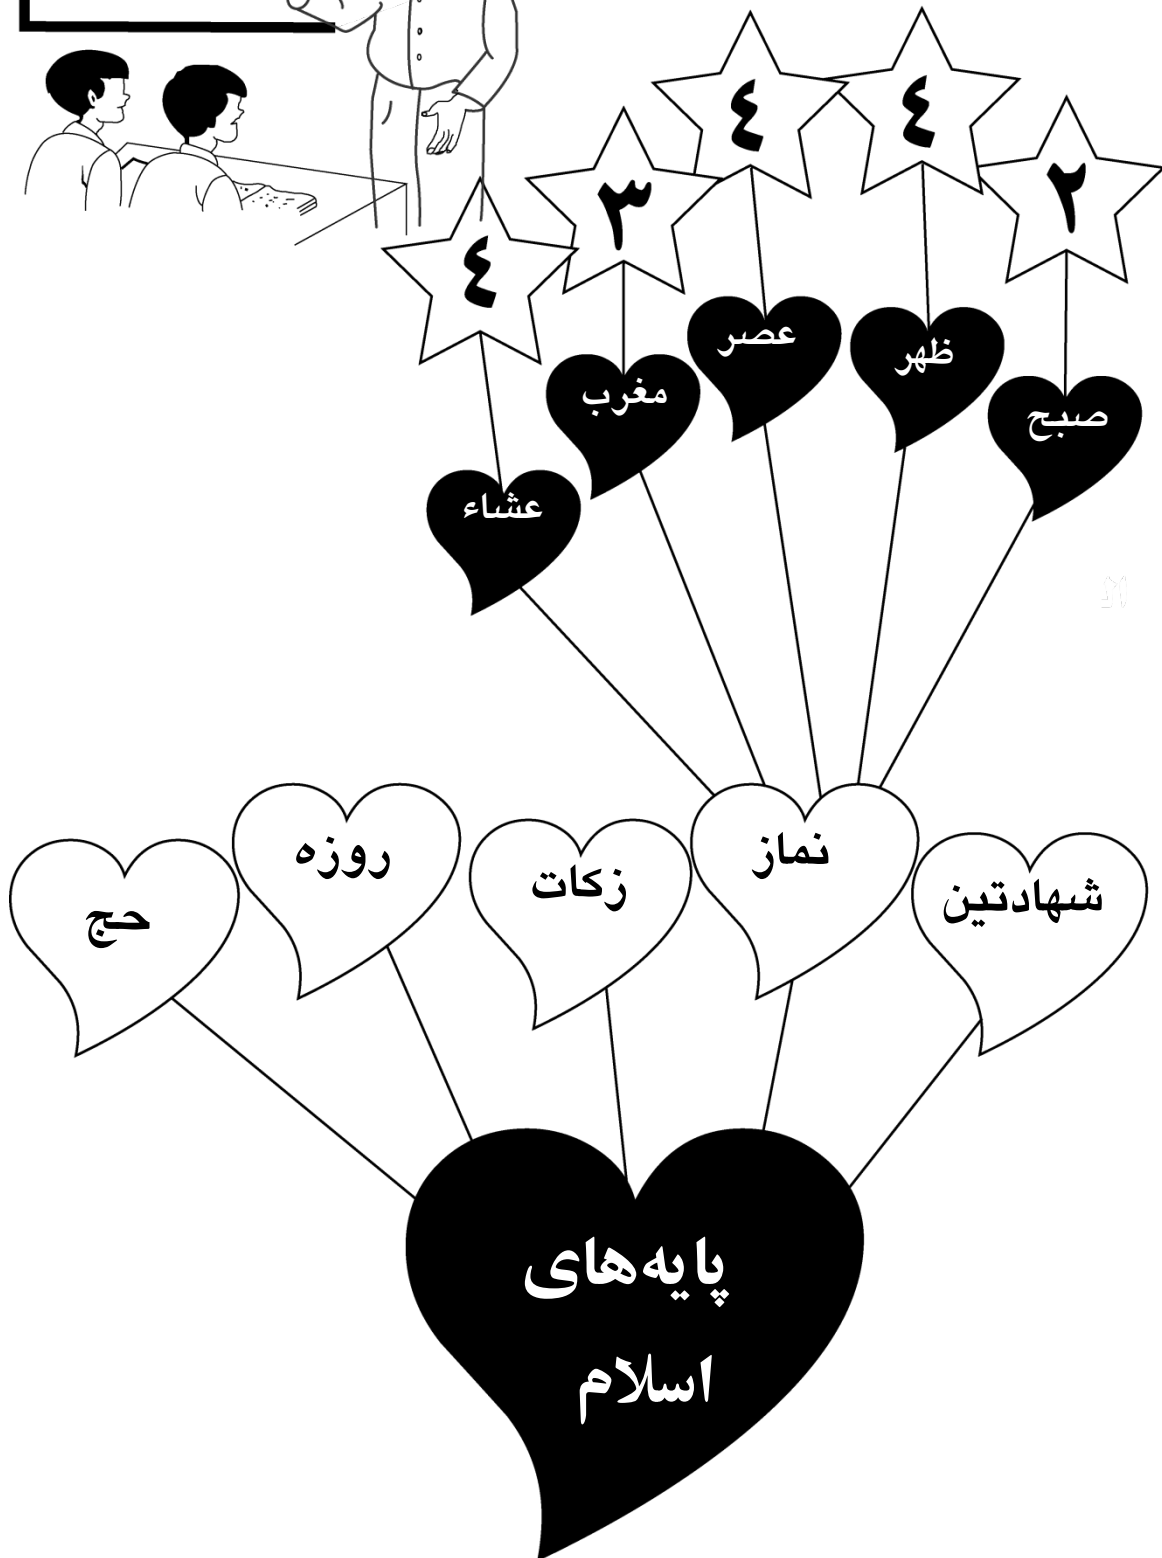 ٤
٤
٢
٣
٤
عصر
ظهر
مغرب
صبح
عشاء
روزه
نماز
زکات
شهادتین
حج
پایه‌های
اسلام